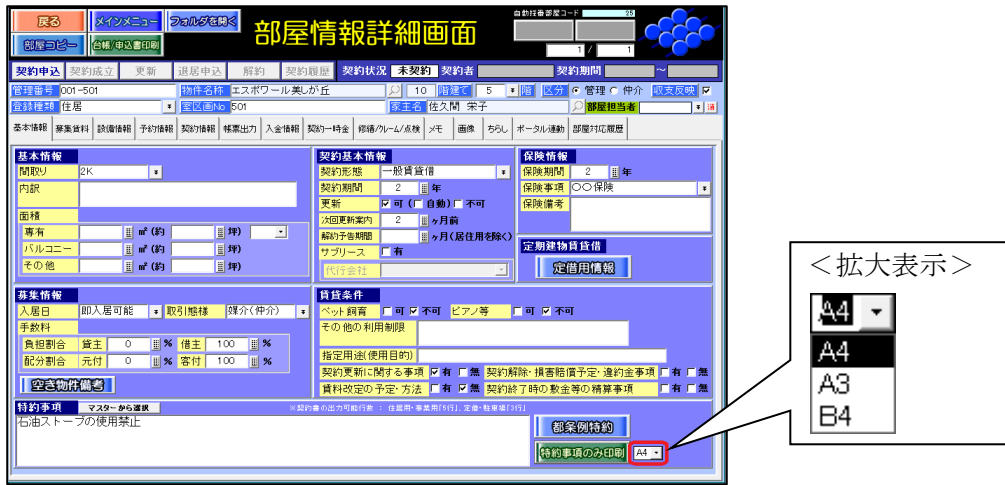 戻る メインメニュー フォルダを開く 部屋情報詳細画面 自動採番部屋コード 28
部屋コピー 台帳/申込書印刷 1 / 1
契約申込 契約成立 更新 退居申込 解約 契約履歴 契約状況 未契約 契約者 契約期間 ～
管理番号 001-501 物件名称 エスポワール美しが丘 10 階建て 5 階 区分 管理 仲介 収支反映
登録種類 住居 室区画No 501 家主名 佐久間 栄子 部屋担当者 消
基本情報 募集賃料 設備情報 予約情報 契約情報 帳票出力 入金情報 契約一時金 修繕/クレーム/点検 メモ 画像 ちらし ポータル連動 部屋対応履歴
基本情報
間取り 2K
内訳
面積
専有 ㎡ (約 坪)
バルコニー ㎡ (約 坪)
その他 ㎡ (約 坪)
契約基本情報
契約形態 一般賃貸借
契約期間 2 年
更新 可 ( 自動) 不可
次回更新案内 2 ヶ月前
解約予告期間 ヶ月(居住用を除く)
サブリース 有
代行会社
保険情報
保険期間 2 年
保険事項 〇〇保険
保険備考
定期建物賃貸借
定借用情報
募集情報
入居日 即入居可能 取引態様 媒介(仲介)
手数料
負担割合 貸主 0 % 借主 100 %
配分割合 元付 0 % 客付 100 %
空き物件備考
賃貸条件
ペット飼育 可 不可 ピアノ等 可 不可
その他の利用制限
指定用途(使用目的)
契約更新に関する事項 有 無 契約解除・損害賠償予定・違約金事項 有 無
賃料改定の予定・方法 有 無 契約終了時の敷金等の精算事項 有 無
特約事項 マスターから選択 ※契約書の出力可能行数 : 住居用・事業用[5行]、定借・駐車場[3行]
石油ストーブの使用禁止
都条例特約
特約事項のみ印刷 A4
＜拡大表示＞
A4
A4
A3
B4